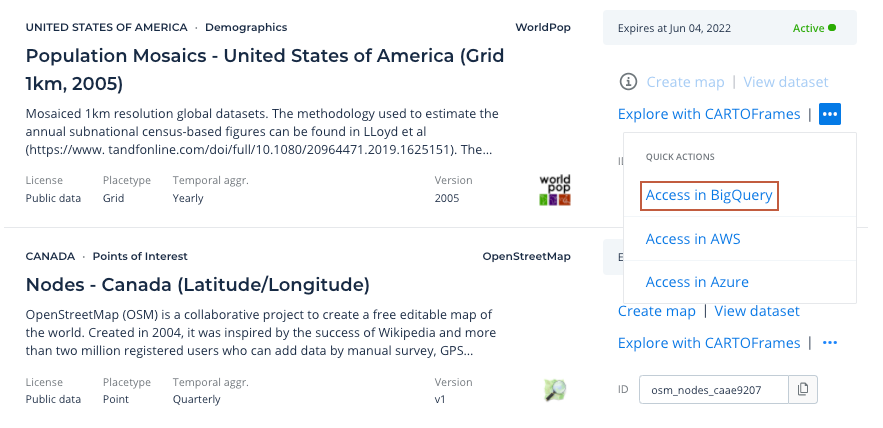 UNITED STATES OF AMERICA · Demographics
WorldPop
Population Mosaics - United States of America (Grid
1km, 2005)
Mosaiced 1km resolution global datasets. The methodology used to estimate the
annual subnational census-based figures can be found in LLoyd et al
(https://www. tandfonline.com/doi/full/10.1080/20964471.2019.1625151). The...
License Placetype Temporal aggr. Version
Public data Grid Yearly 2005
world
pop
Expires at Jun 04, 2022 Active
Create map | View dataset
Explore with CARTOFrames | ...
QUICK ACTIONS
Access in BigQuery
Access in AWS
Access in Azure
CANADA · Points of Interest
OpenStreetMap
Nodes - Canada (Latitude/Longitude)
OpenStreetMap (OSM) is a collaborative project to create a free editable map of
the world. Created in 2004, it was inspired by the success of Wikipedia and more
than two million registered users who can add data by manual survey, GPS...
License Placetype Temporal aggr. Version
Public data Point Quarterly v1
Create map | View dataset
Explore with CARTOFrames | ...
ID osm_nodes_caae9207